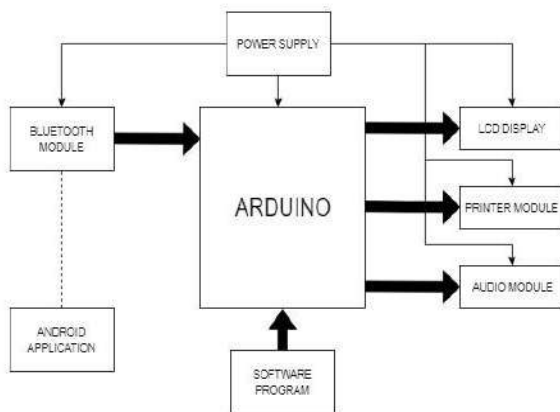 POWER SUPPLY
BLUETOOTH
MODULE
ARDUINO
LCD DISPLAY
PRINTER MODULE
AUDIO MODULE
ANDROID
APPLICATION
SOFTWARE
PROGRAM